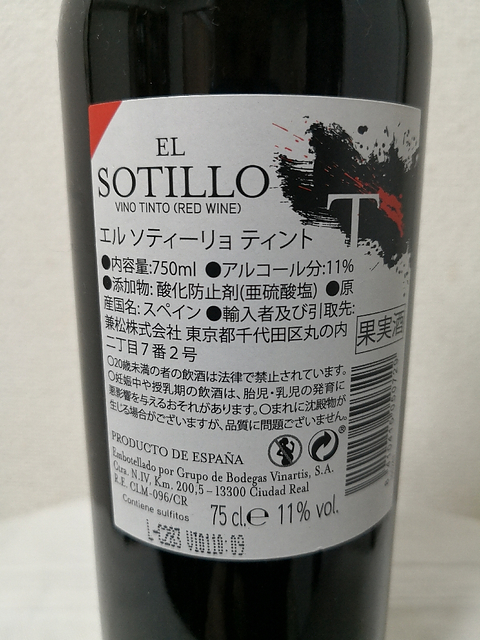 EL
SOTILLO
VINO TINTO (RED WINE)
T
エル ソティーリョ ティント
●内容量:750ml ●アルコール分:11%
●添加物: 酸化防止剤(亜硫酸塩) ●原
産国名: スペイン ●輸入者及び引取先:
兼松株式会社 東京都千代田区丸の内
二丁目7番2号
果実酒
○20歳未満の者の飲酒は法律で禁止されています。
○妊娠中や授乳期の飲酒は、胎児・乳児の発育に
悪影響を与えるおそれがあります。○まれに沈殿物が
生じる場合がございますが、品質に問題ございません。
PRODUCTO DE ESPAÑA
Embotellado por Grupo de Bodegas Vinartis, S.A.
Ctra. N.IV, Km. 200,5 – 13300 Ciudad Real
R.E. CLM-096/CR
Contiene sulfitos
75 cl.e 11% vol.